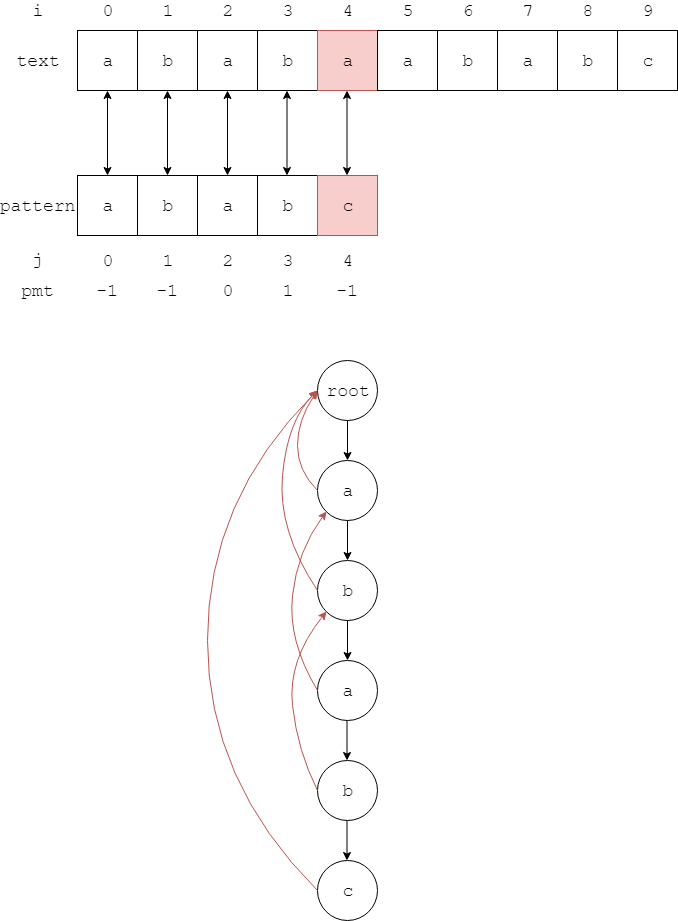 i 0 1 2 3 4 5 6 7 8 9
text a b a b a a b a b c
pattern a b a b c
j 0 1 2 3 4
pmt -1 -1 0 1 -1
root
a
b
a
b
c